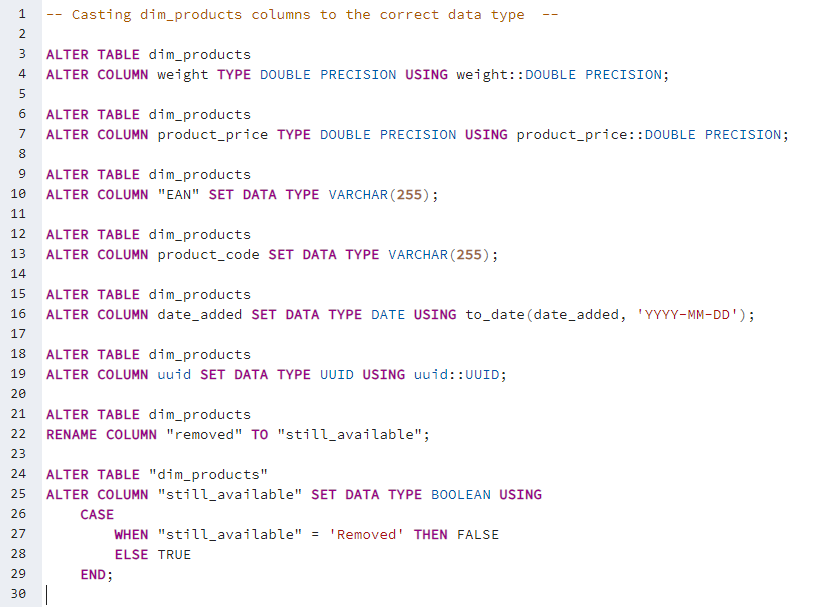 1 -- Casting dim_products columns to the correct data type  --
2
3 ALTER TABLE dim_products
4 ALTER COLUMN weight TYPE DOUBLE PRECISION USING weight::DOUBLE PRECISION;
5
6 ALTER TABLE dim_products
7 ALTER COLUMN product_price TYPE DOUBLE PRECISION USING product_price::DOUBLE PRECISION;
8
9 ALTER TABLE dim_products
10 ALTER COLUMN "EAN" SET DATA TYPE VARCHAR(255);
11
12 ALTER TABLE dim_products
13 ALTER COLUMN product_code SET DATA TYPE VARCHAR(255);
14
15 ALTER TABLE dim_products
16 ALTER COLUMN date_added SET DATA TYPE DATE USING to_date(date_added, 'YYYY-MM-DD');
17
18 ALTER TABLE dim_products
19 ALTER COLUMN uuid SET DATA TYPE UUID USING uuid::UUID;
20
21 ALTER TABLE dim_products
22 RENAME COLUMN "removed" TO "still_available";
23
24 ALTER TABLE "dim_products"
25 ALTER COLUMN "still_available" SET DATA TYPE BOOLEAN USING
26     CASE
27         WHEN "still_available" = 'Removed' THEN FALSE
28         ELSE TRUE
29     END;
30